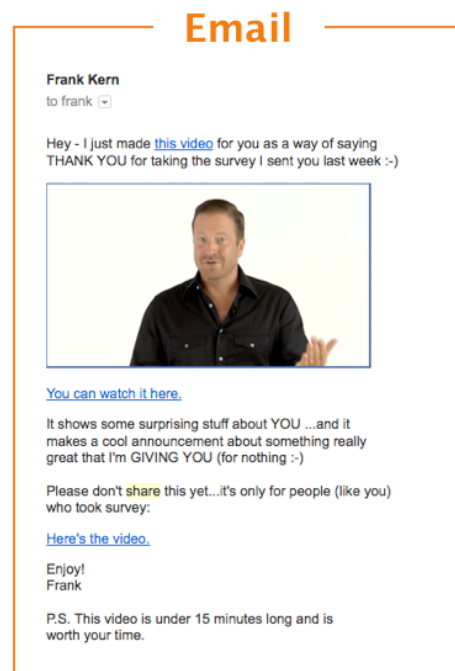 Email
Frank Kern
to frank
Hey - I just made this video for you as a way of saying
THANK YOU for taking the survey I sent you last week :-)
You can watch it here.
It shows some surprising stuff about YOU ...and it
makes a cool announcement about something really
great that I'm GIVING YOU (for nothing :-)
Please don't share this yet...it's only for people (like you)
who took survey:
Here's the video.
Enjoy!
Frank
P.S. This video is under 15 minutes long and is
worth your time.